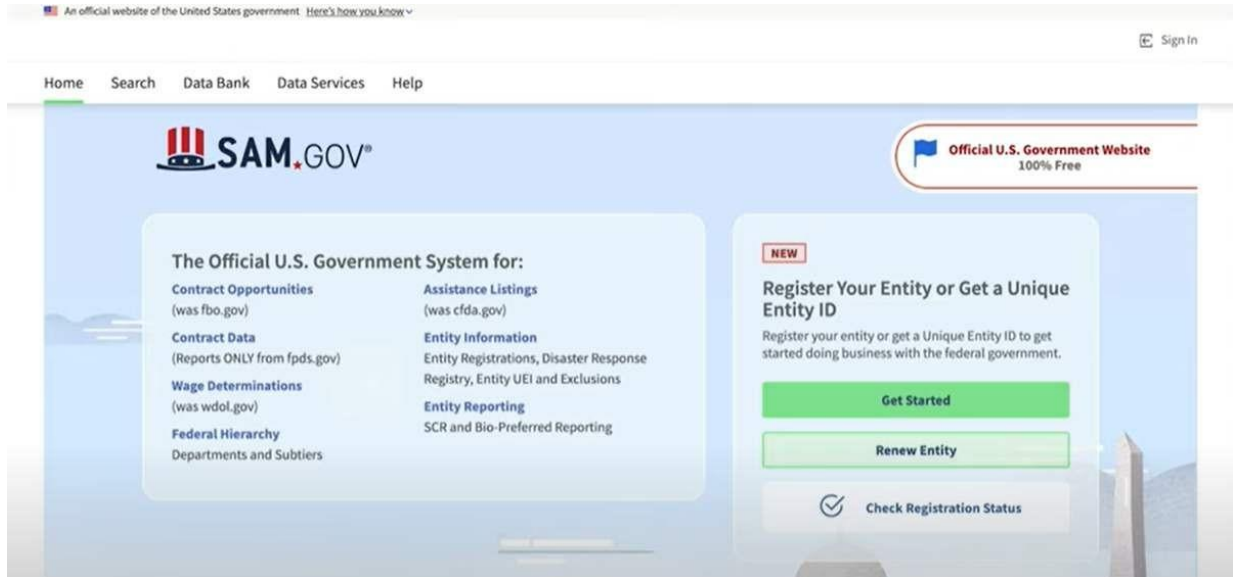 An official website of the United States government Here's how you know
Sign In
Home Search Data Bank Data Services Help
SAM.GOV®
Official U.S. Government Website
100% Free
The Official U.S. Government System for:
Contract Opportunities
(was fbo.gov)
Contract Data
(Reports ONLY from fpds.gov)
Wage Determinations
(was wdol.gov)
Federal Hierarchy
Departments and Subtiers
Assistance Listings
(was cfda.gov)
Entity Information
Entity Registrations, Disaster Response
Registry, Entity UEI and Exclusions
Entity Reporting
SCR and Bio-Preferred Reporting
NEW
Register Your Entity or Get a Unique
Entity ID
Register your entity or get a Unique Entity ID to get
started doing business with the federal government.
Get Started
Renew Entity
Check Registration Status